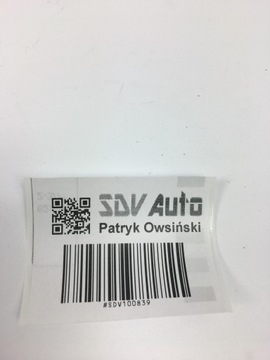 SDV Auto
Patryk Owsiński
#SDV100839